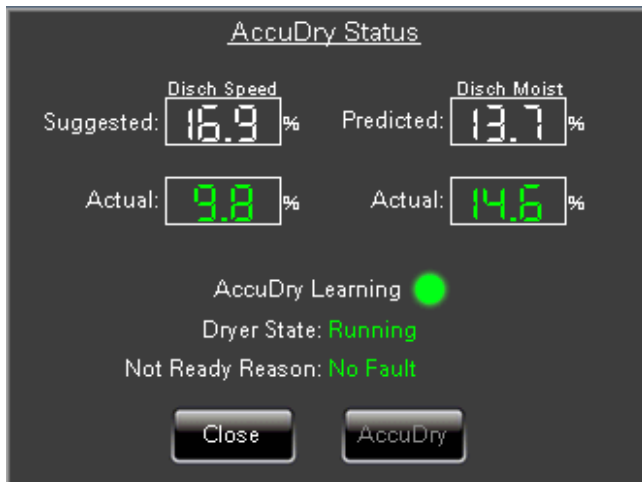 AccuDry Status
Disch Speed Disch Moist
Suggested: 16.9 % Predicted: 13.7 %
Actual: 9.8 % Actual: 14.6 %
AccuDry Learning
Dryer State: Running
Not Ready Reason: No Fault
Close AccuDry